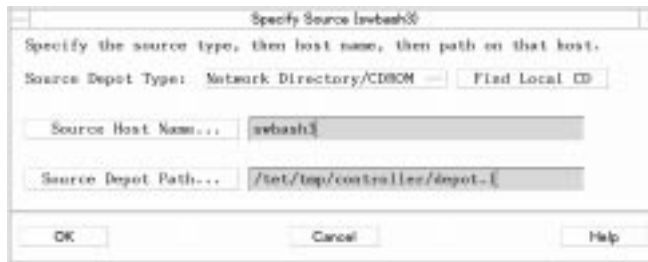 Specify Source (swbash3)
Specify the source type, then host name, then path on that host.
Source Depot Type: Network Directory/CDROM Find Local CD
Source Host Name... swbash3
Source Depot Path... /tet/tmp/controller/depot.1
OK Cancel Help